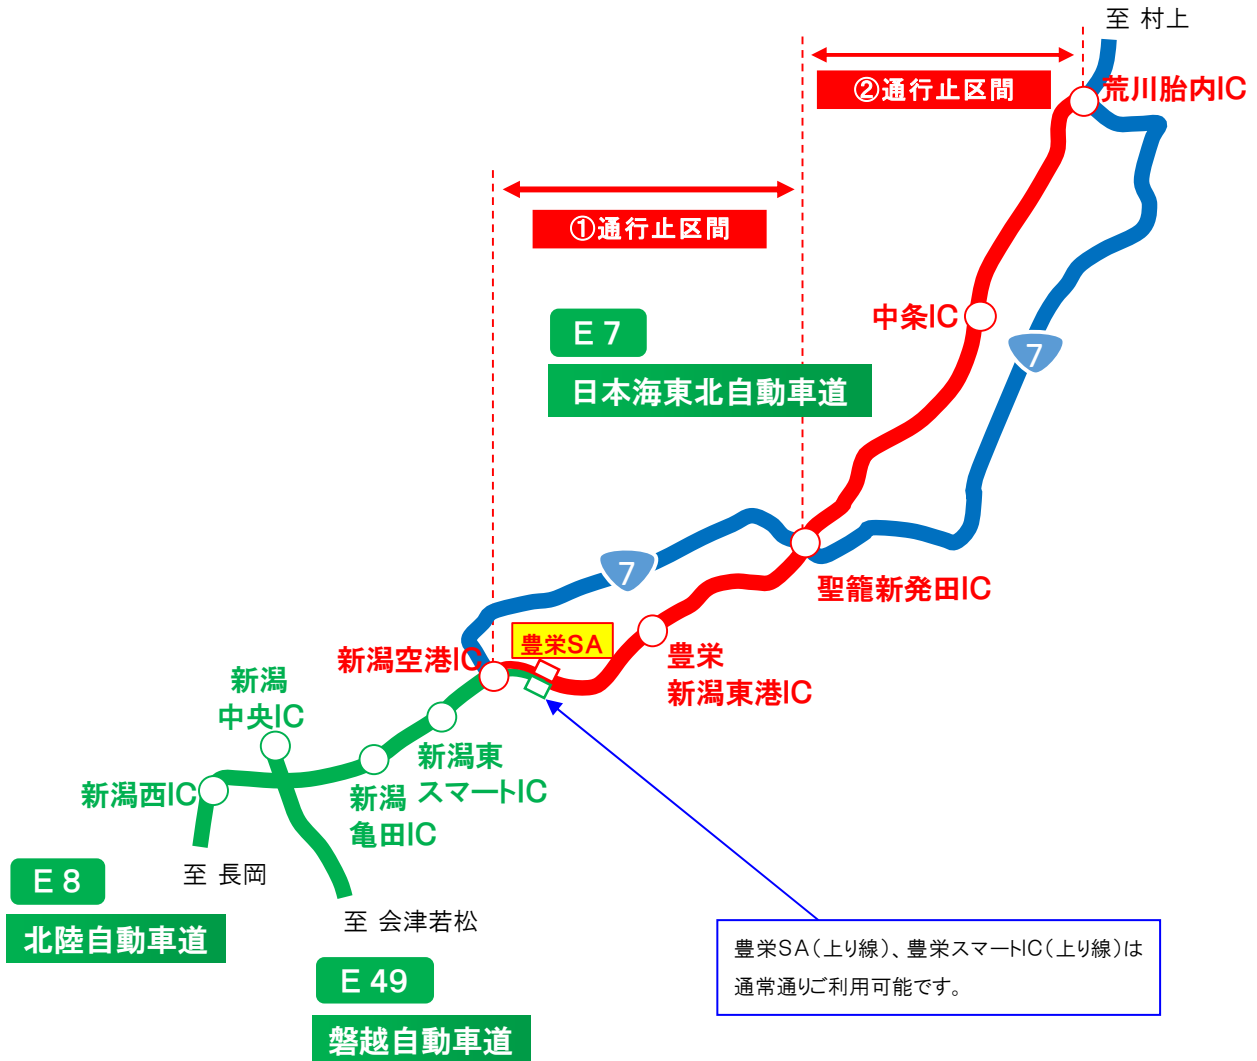 至 村上
②通行止区間
荒川胎内IC
①通行止区間
中条IC
E 7
日本海東北自動車道
7
7
聖籠新発田IC
豊栄SA
新潟空港IC
豊栄
新潟東港IC
新潟
中央IC
新潟東
スマートIC
新潟西IC
新潟
亀田IC
至 長岡
E 8
北陸自動車道
至 会津若松
E 49
磐越自動車道
豊栄SA(上り線)、豊栄スマートIC(上り線)は
通常通りご利用可能です。